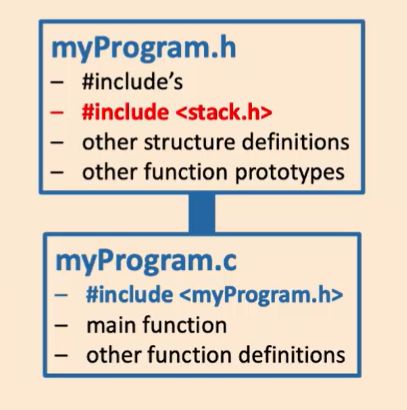 myProgram.h
– #include’s
– #include <stack.h>
– other structure definitions
– other function prototypes
myProgram.c
– #include <myProgram.h>
– main function
– other function definitions